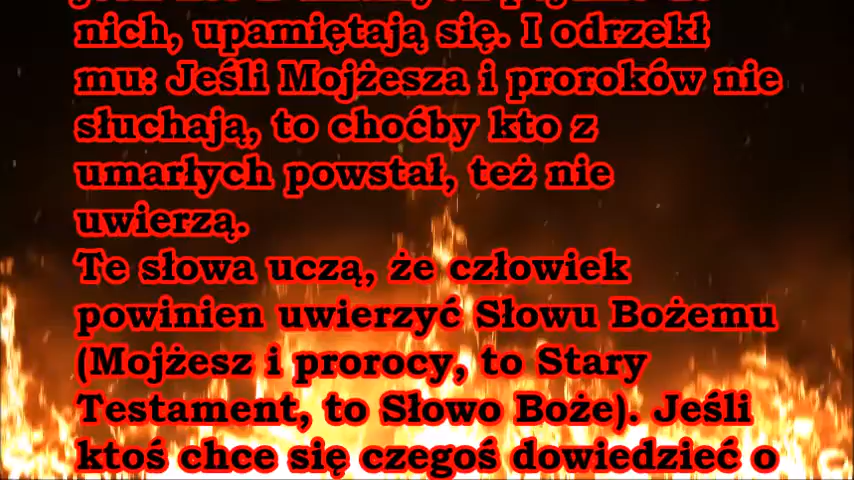 nich, upamiętają się. I odrzekł
mu: Jeśli Mojżesza i proroków nie
słuchają, to choćby kto z
umarłych powstał, też nie
uwierzą.
Te słowa uczą, że człowiek
powinien uwierzyć Słowu Bożemu
(Mojżesz i prorocy, to Stary
Testament, to Słowo Boże). Jeśli
ktoś chce się czegoś dowiedzieć o